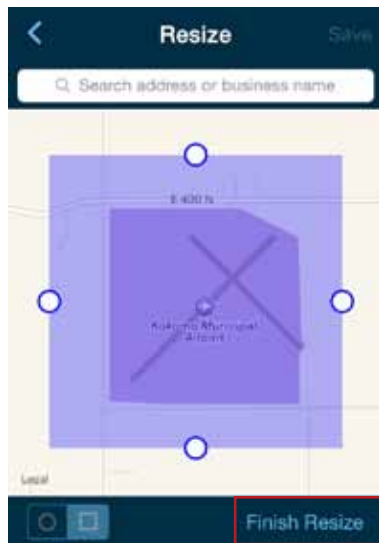 Resize
Save
Search address or business name
E 400 N
Kokomo Municipal
Airport
Legal
Finish Resize